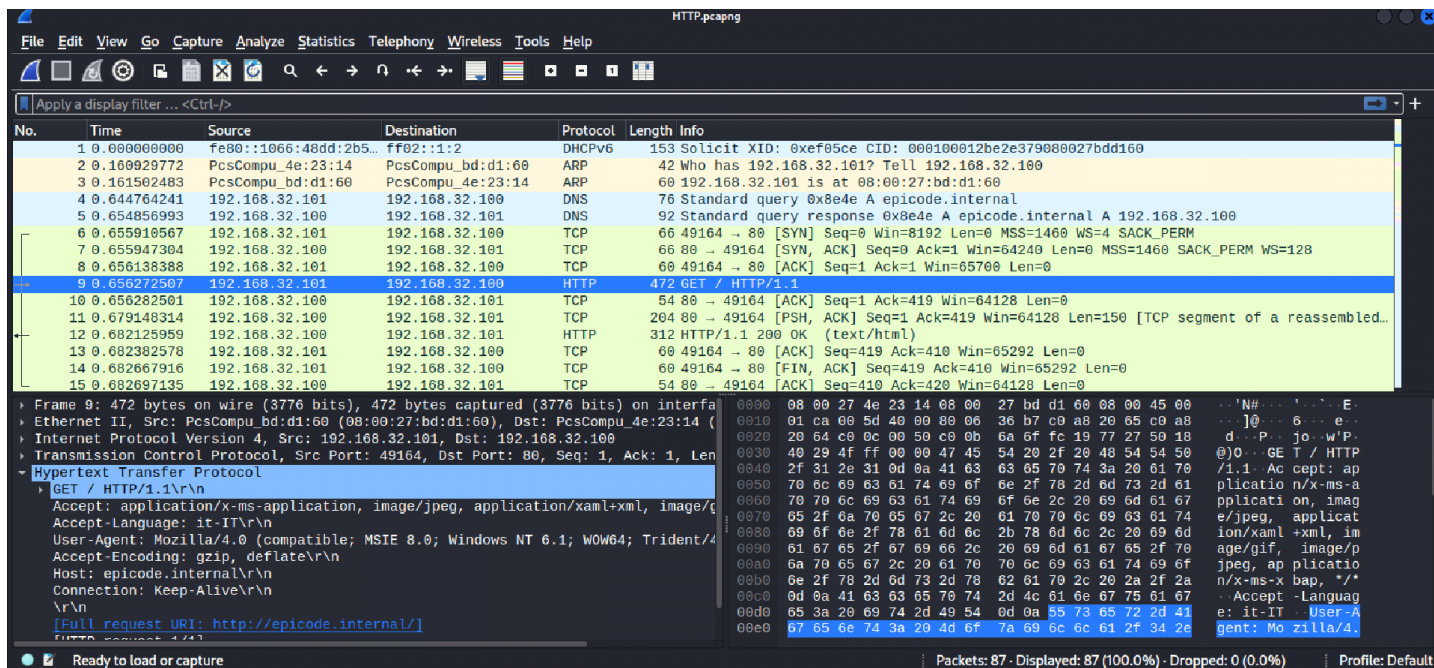 HTTP.pcapng
File Edit View Go Capture Analyze Statistics Telephony Wireless Tools Help
Apply a display filter … <Ctrl-/>
No. Time Source Destination Protocol Length Info
1 0.000000000 fe80::1066:48dd:2b5… ff02::1:2 DHCPv6 153 Solicit XID: 0xef05ce CID: 000100012be2e379080027bdd160
2 0.160929772 PcsCompu_4e:23:14 PcsCompu_bd:d1:60 ARP 42 Who has 192.168.32.101? Tell 192.168.32.100
3 0.161502483 PcsCompu_bd:d1:60 PcsCompu_4e:23:14 ARP 60 192.168.32.101 is at 08:00:27:bd:d1:60
4 0.644764241 192.168.32.101 192.168.32.100 DNS 76 Standard query 0x8e4e A epicode.internal
5 0.654856993 192.168.32.100 192.168.32.101 DNS 92 Standard query response 0x8e4e A epicode.internal A 192.168.32.100
6 0.655910567 192.168.32.101 192.168.32.100 TCP 66 49164 → 80 [SYN] Seq=0 Win=8192 Len=0 MSS=1460 WS=4 SACK_PERM
7 0.655947304 192.168.32.100 192.168.32.101 TCP 66 80 → 49164 [SYN, ACK] Seq=0 Ack=1 Win=64240 Len=0 MSS=1460 SACK_PERM WS=128
8 0.656138388 192.168.32.101 192.168.32.100 TCP 60 49164 → 80 [ACK] Seq=1 Ack=1 Win=65700 Len=0
9 0.656272507 192.168.32.101 192.168.32.100 HTTP 472 GET / HTTP/1.1
10 0.656282501 192.168.32.100 192.168.32.101 TCP 54 80 → 49164 [ACK] Seq=1 Ack=419 Win=64128 Len=0
11 0.679148314 192.168.32.100 192.168.32.101 TCP 204 80 → 49164 [PSH, ACK] Seq=1 Ack=419 Win=64128 Len=150 [TCP segment of a reassembled…
12 0.682125959 192.168.32.100 192.168.32.101 HTTP 312 HTTP/1.1 200 OK (text/html)
13 0.682382578 192.168.32.101 192.168.32.100 TCP 60 49164 → 80 [ACK] Seq=419 Ack=410 Win=65292 Len=0
14 0.682667916 192.168.32.101 192.168.32.100 TCP 60 49164 → 80 [FIN, ACK] Seq=419 Ack=410 Win=65292 Len=0
15 0.682697135 192.168.32.100 192.168.32.101 TCP 54 80 → 49164 [ACK] Seq=410 Ack=420 Win=64128 Len=0
Frame 9: 472 bytes on wire (3776 bits), 472 bytes captured (3776 bits) on interfa
Ethernet II, Src: PcsCompu_bd:d1:60 (08:00:27:bd:d1:60), Dst: PcsCompu_4e:23:14 (
Internet Protocol Version 4, Src: 192.168.32.101, Dst: 192.168.32.100
Transmission Control Protocol, Src Port: 49164, Dst Port: 80, Seq: 1, Ack: 1, Len
Hypertext Transfer Protocol
GET / HTTP/1.1\r\n
Accept: application/x-ms-application, image/jpeg, application/xaml+xml, image/g
Accept-Language: it-IT\r\n
User-Agent: Mozilla/4.0 (compatible; MSIE 8.0; Windows NT 6.1; WOW64; Trident/4
Accept-Encoding: gzip, deflate\r\n
Host: epicode.internal\r\n
Connection: Keep-Alive\r\n
\r\n
[Full request URI: http://epicode.internal/]
[HTTP request 1/1]
0000 08 00 27 4e 23 14 08 00 27 bd d1 60 08 00 45 00 ··'N#··· '··`··E·
0010 01 ca 00 5d 40 00 80 06 36 b7 c0 a8 20 65 c0 a8 ···]@··· 6··· e··
0020 20 64 c0 0c 00 50 c0 0b 6a 6f fc 19 77 27 50 18  d···P·· jo··w'P·
0030 40 29 4f ff 00 00 47 45 54 20 2f 20 48 54 54 50 @)O···GE T / HTTP
0040 2f 31 2e 31 0d 0a 41 63 63 65 70 74 3a 20 61 70 /1.1··Ac cept: ap
0050 70 6c 69 63 61 74 69 6f 6e 2f 78 2d 6d 73 2d 61 plicatio n/x-ms-a
0060 70 70 6c 69 63 61 74 69 6f 6e 2c 20 69 6d 61 67 pplicati on, imag
0070 65 2f 6a 70 65 67 2c 20 61 70 70 6c 69 63 61 74 e/jpeg,  applicat
0080 69 6f 6e 2f 78 61 6d 6c 2b 78 6d 6c 2c 20 69 6d ion/xaml +xml, im
0090 61 67 65 2f 67 69 66 2c 20 69 6d 61 67 65 2f 70 age/gif,  image/p
00a0 6a 70 65 67 2c 20 61 70 70 6c 69 63 61 74 69 6f jpeg, ap plicatio
00b0 6e 2f 78 2d 6d 73 2d 78 62 61 70 2c 20 2a 2f 2a n/x-ms-x bap, */*
00c0 0d 0a 41 63 63 65 70 74 2d 4c 61 6e 67 75 61 67 ··Accept -Languag
00d0 65 3a 20 69 74 2d 49 54 0d 0a 55 73 65 72 2d 41 e: it-IT ··User-A
00e0 67 65 6e 74 3a 20 4d 6f 7a 69 6c 6c 61 2f 34 2e gent: Mo zilla/4.
Ready to load or capture Packets: 87 · Displayed: 87 (100.0%) · Dropped: 0 (0.0%) Profile: Default